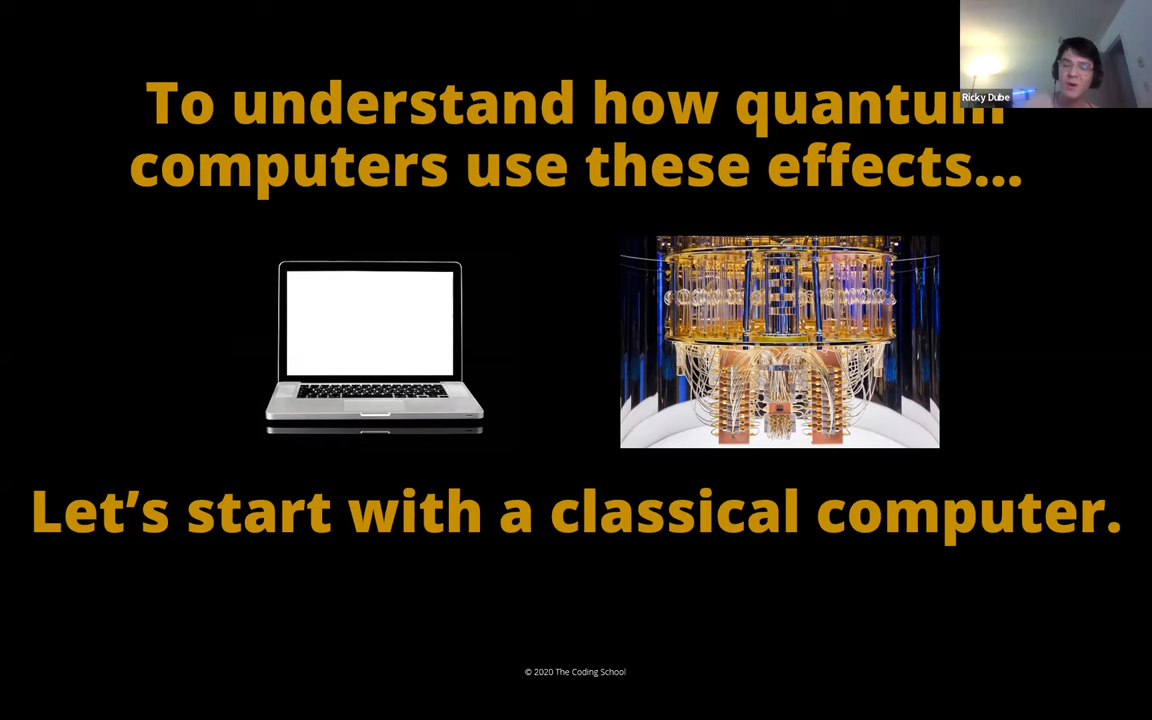 To understand how quantum
computers use these effects...
Ricky Dube
Let’s start with a classical computer.
© 2020 The Coding School